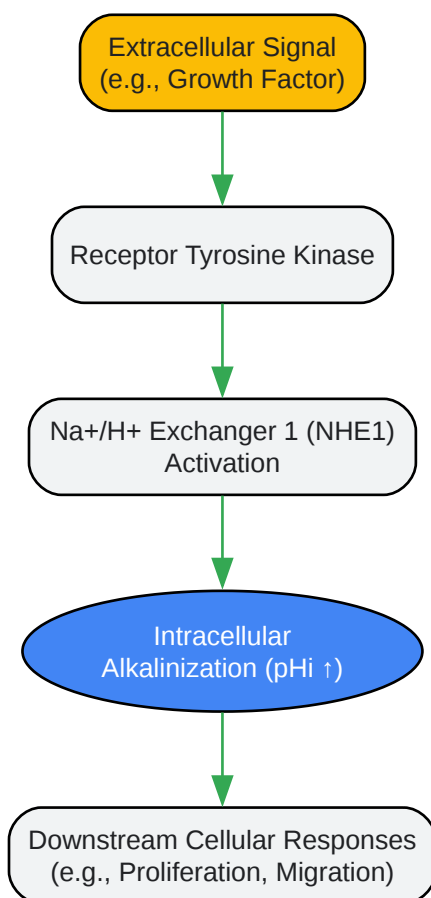 Extracellular Signal
(e.g., Growth Factor)
Receptor Tyrosine Kinase
Na+/H+ Exchanger 1 (NHE1)
Activation
Intracellular
Alkalinization (pHi ↑)
Downstream Cellular Responses
(e.g., Proliferation, Migration)